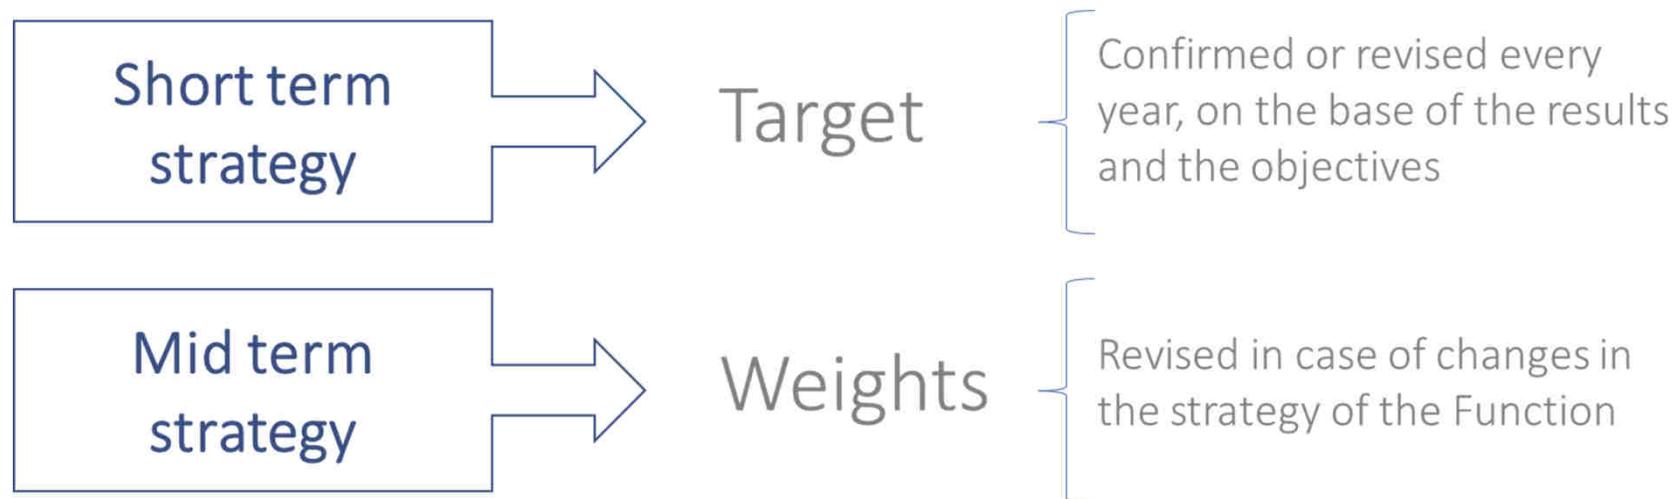 Short term
strategy
Target
Confirmed or revised every
year, on the base of the results
and the objectives
Mid term
strategy
Weights
Revised in case of changes in
the strategy of the Function